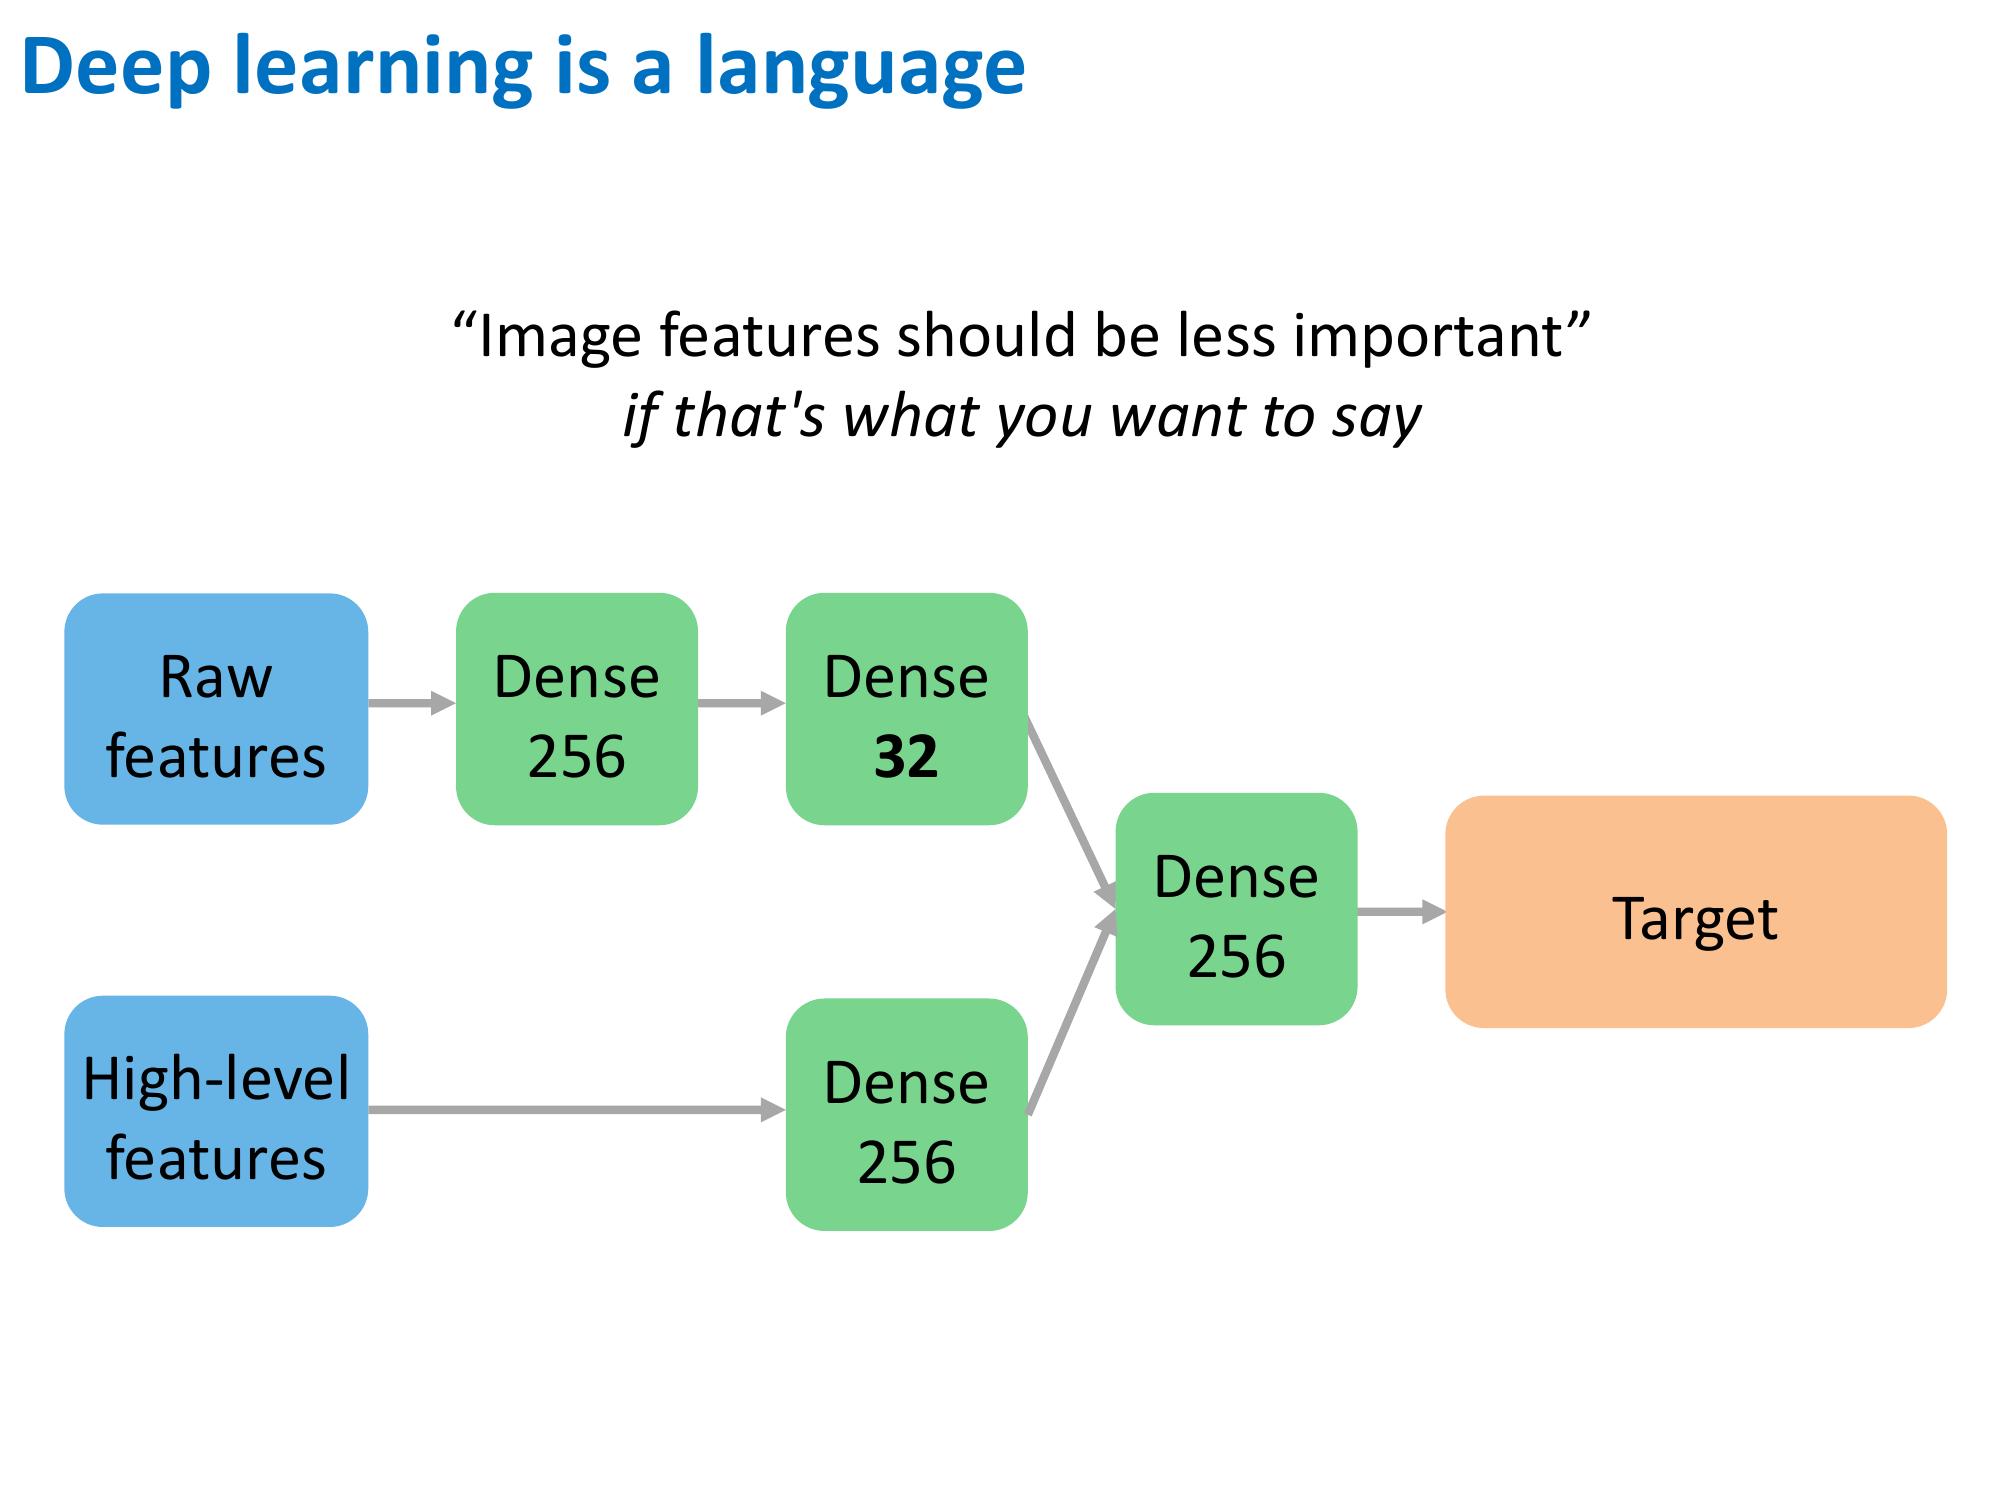 Deep learning is a language
“Image features should be less important”
if that's what you want to say
Raw
features
Dense
256
Dense
32
Dense
256
Target
High-level
features
Dense
256